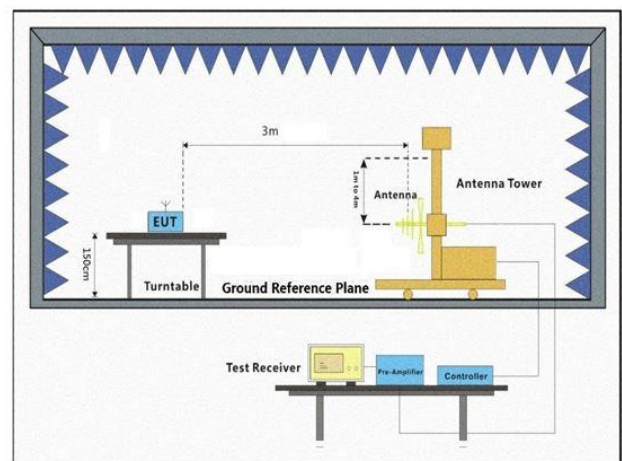 3m
1m to 4m
Antenna
Antenna Tower
EUT
150cm
Turntable
Ground Reference Plane
Test Receiver
Pre-Amplifier
Controller